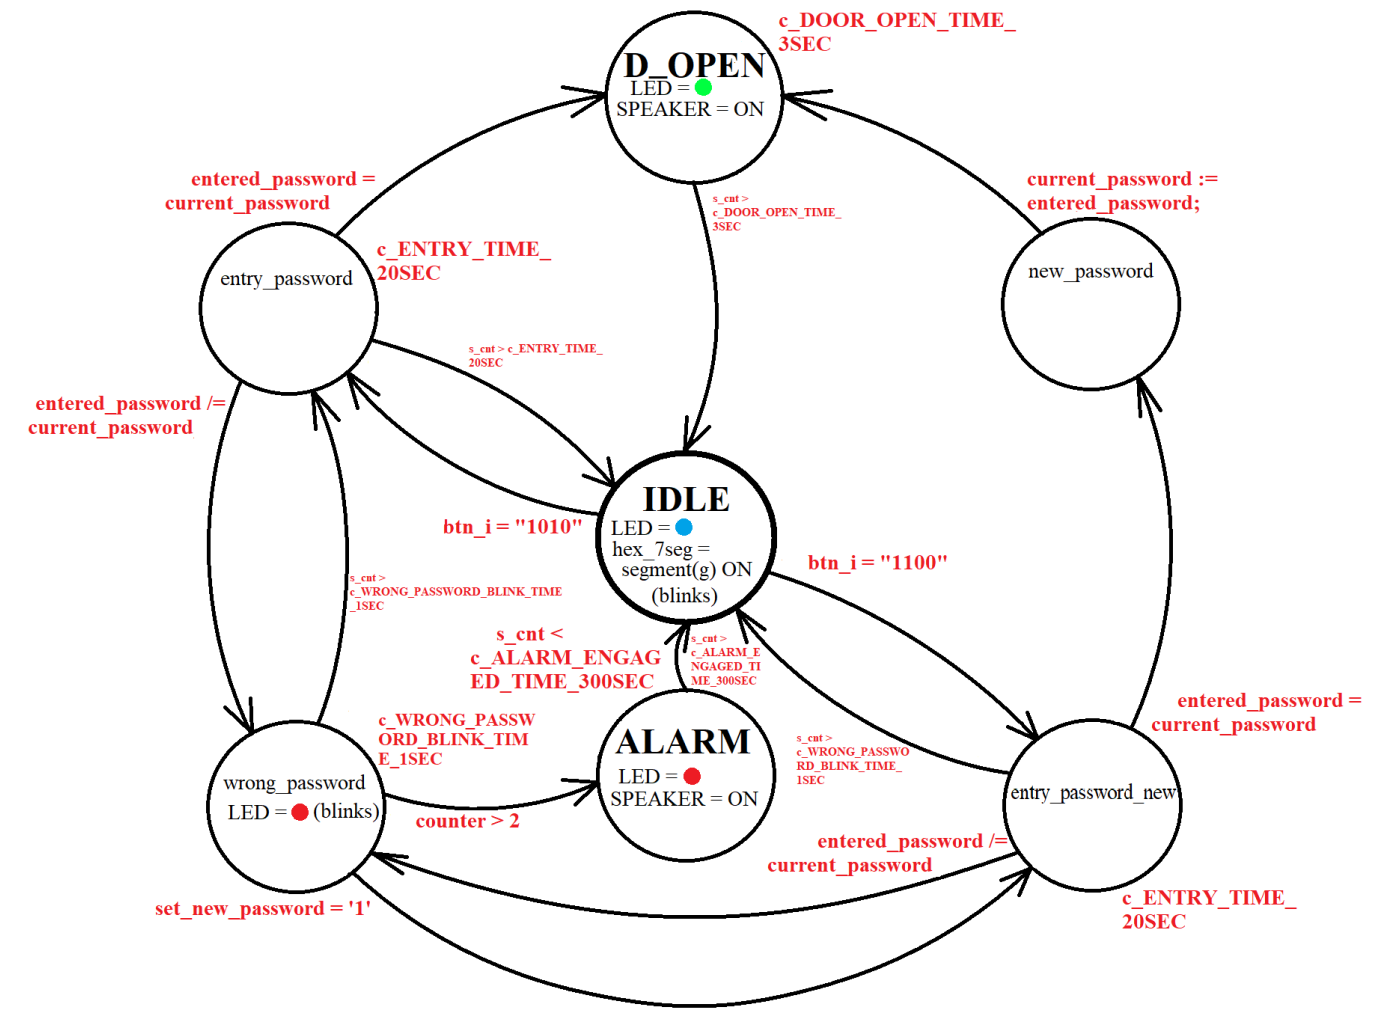 c_DOOR_OPEN_TIME_
3SEC
D_OPEN
LED =
SPEAKER = ON
entered_password =
current_password
current_password :=
entered_password;
s_cnt >
c_DOOR_OPEN_TIME_
3SEC
c_ENTRY_TIME_
20SEC
entry_password
new_password
s_cnt > c_ENTRY_TIME_
20SEC
entered_password /=
current_password
IDLE
LED =
hex_7seg =
segment(g) ON
(blinks)
btn_i = "1010"
btn_i = "1100"
s_cnt >
c_WRONG_PASSWORD_BLINK_TIME
_1SEC
s_cnt <
c_ALARM_ENGAG
ED_TIME_300SEC
s_cnt >
c_ALARM_E
NGAGED_TI
ME_300SEC
entered_password =
current_password
c_WRONG_PASSW
ORD_BLINK_TIM
E_1SEC
ALARM
LED =
SPEAKER = ON
s_cnt >
c_WRONG_PASSWO
RD_BLINK_TIME_
1SEC
wrong_password
LED = (blinks)
entry_password_new
counter > 2
entered_password /=
current_password
set_new_password = '1'
c_ENTRY_TIME_
20SEC